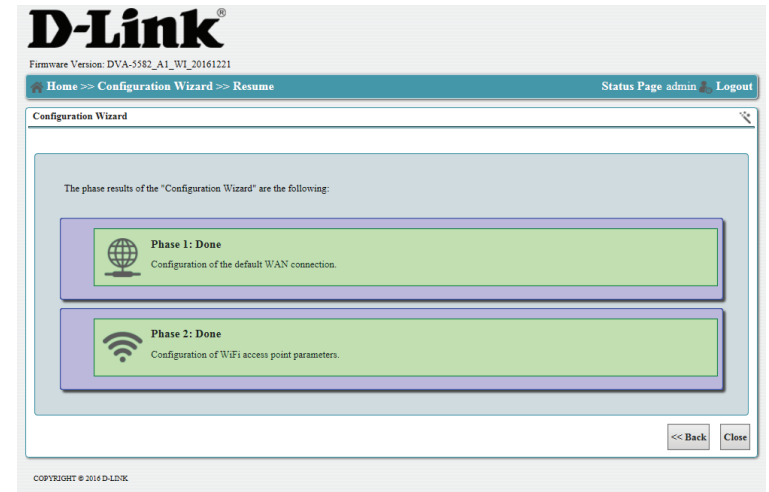 D-Link®
Firmware Version: DVA-5582_A1_WI_20161221
Home >> Configuration Wizard >> Resume Status Page admin Logout
Configuration Wizard
The phase results of the "Configuration Wizard" are the following:
Phase 1: Done
Configuration of the default WAN connection.
Phase 2: Done
Configuration of WiFi access point parameters.
<< Back Close
COPYRIGHT © 2016 D-LINK